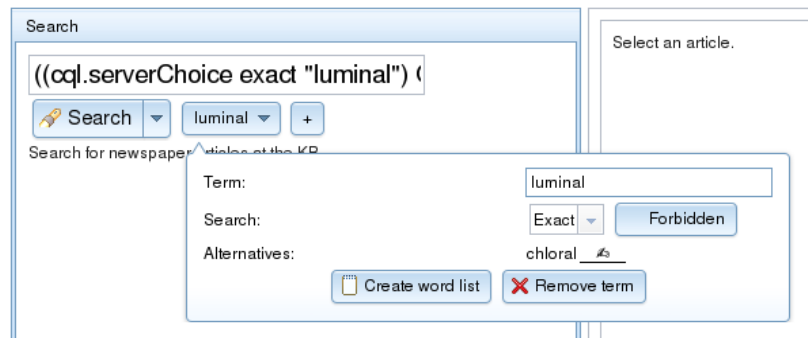 Search
((cql.serverChoice exact "luminal") (
Search luminal +
Search for newspaper articles at the KB
Term: luminal
Search: Exact Forbidden
Alternatives: chloral
Create word list Remove term
Select an article.